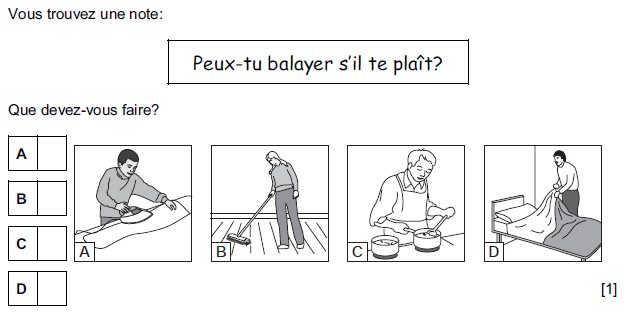 Vous trouvez une note:
Peux-tu balayer s'il te plaît?
Que devez-vous faire?
A
B
C
D
A
B
C
D
[1]